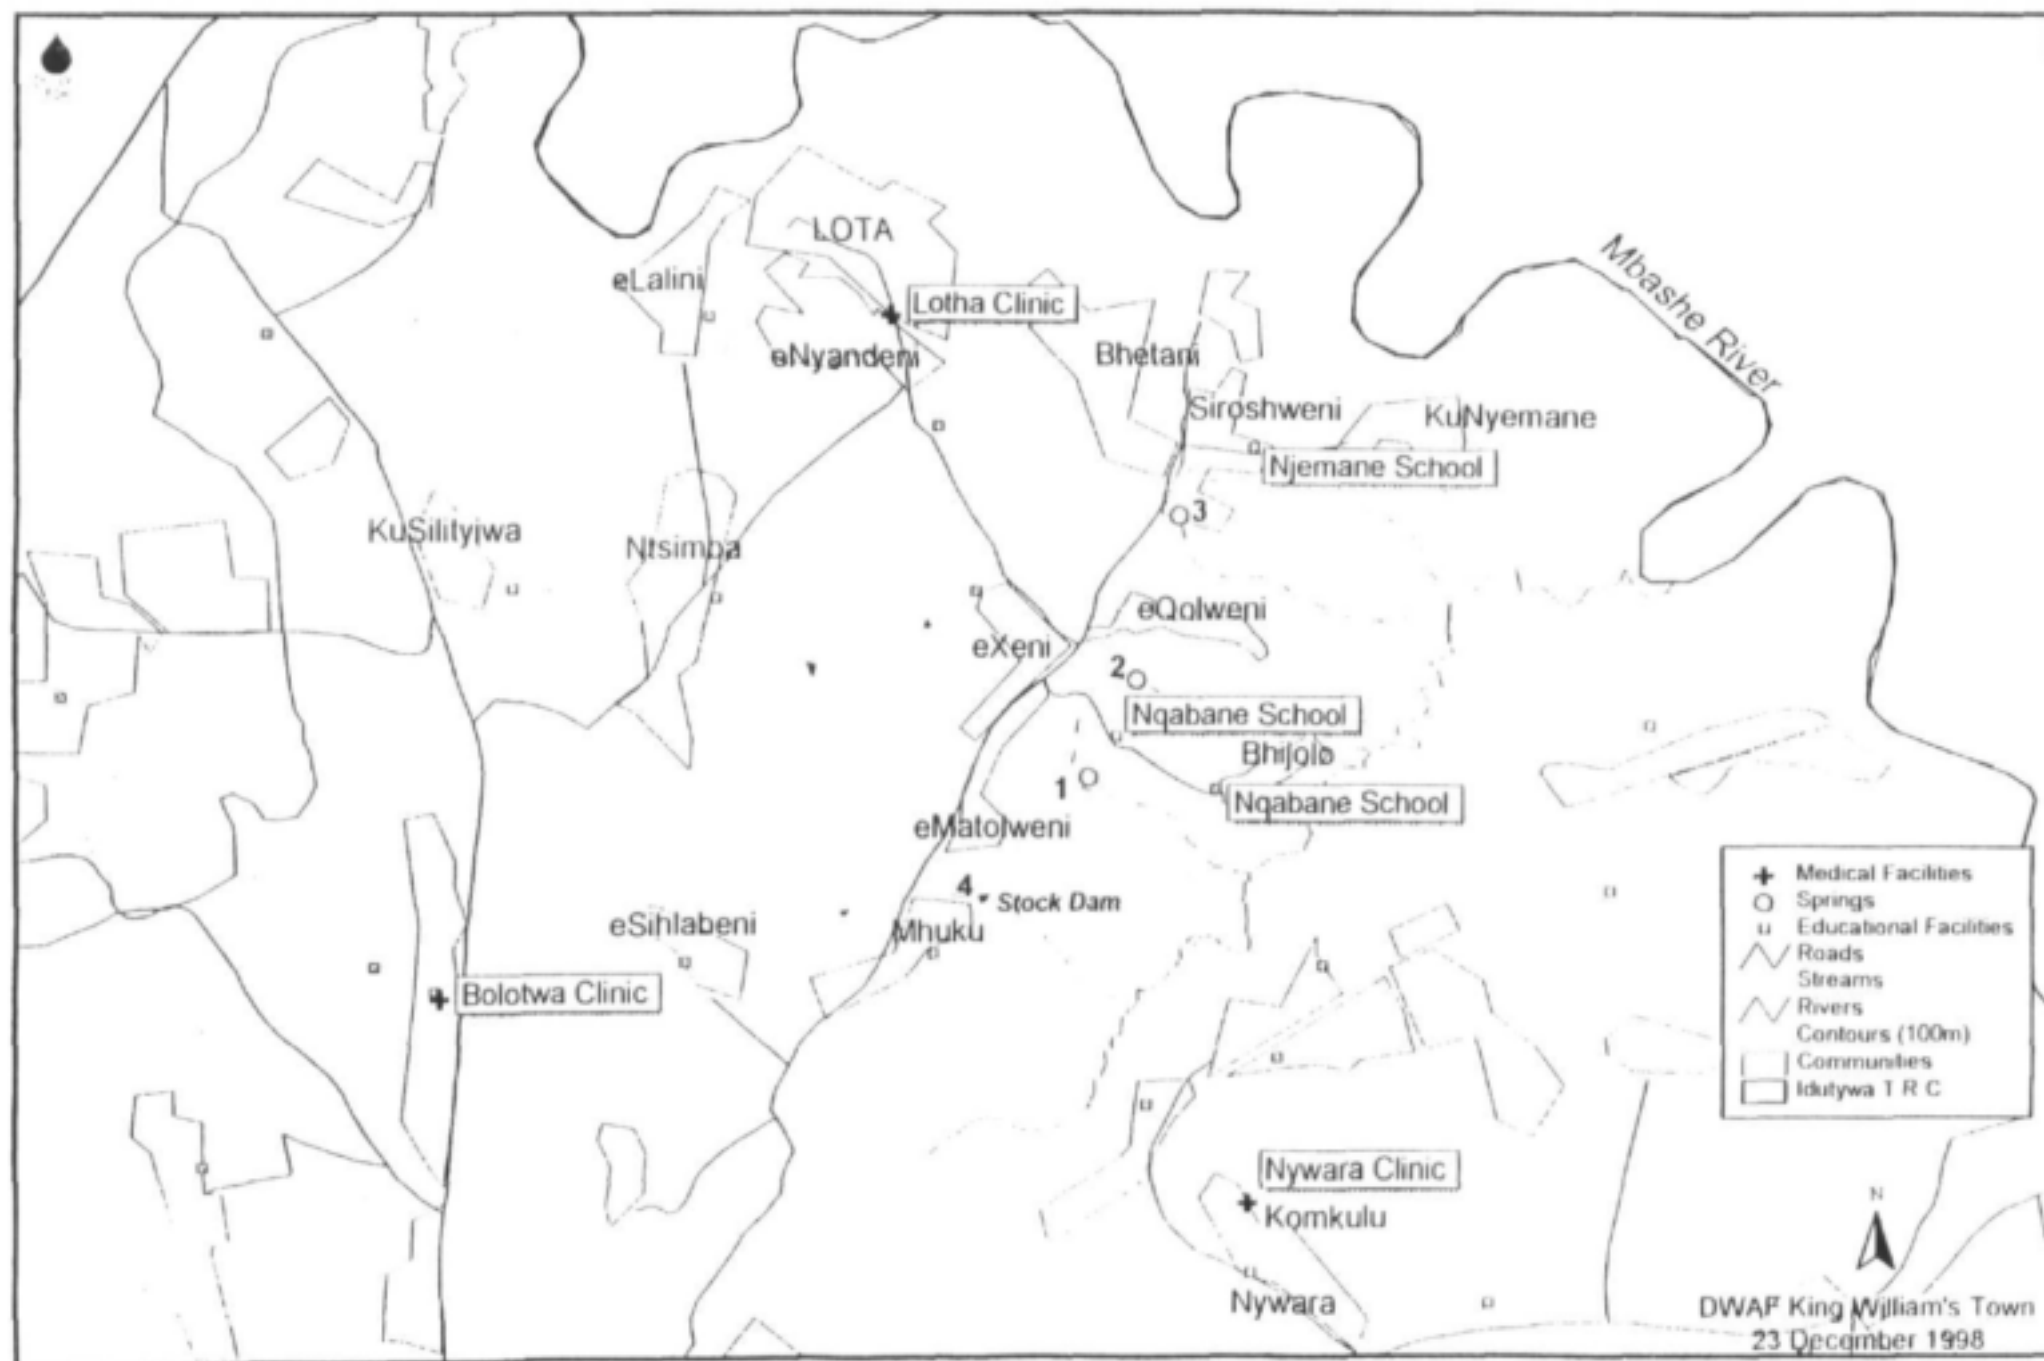 LOTA
eLalini
Lotha Clinic
eNyandeni
Bhetani
Mbashe River
Siroshweni
KuNyemane
Njemane School
3
KuSilityiwa
Ntsimba
eQolweni
eXeni
2
Nqabane School
Bhijolo
1
Nqabane School
eMatolweni
4
Stock Dam
eSihlabeni
Mhuku
Bolotwa Clinic
Medical Facilities
Springs
Educational Facilities
Roads
Streams
Rivers
Contours (100m)
Communities
Idutywa T R C
Nywara Clinic
Komkulu
Nywara
N
DWAF King William's Town
23 December 1998